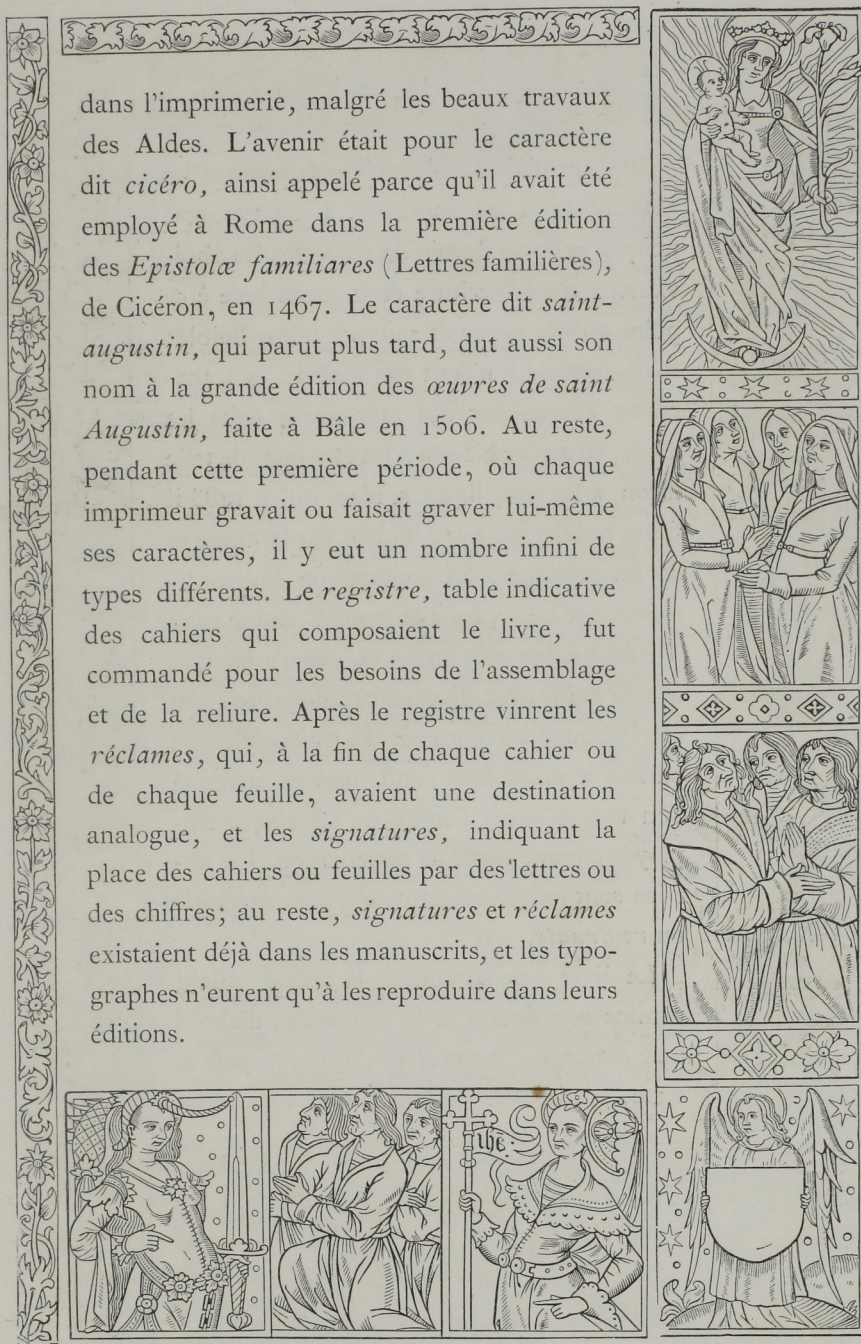 dans l'imprimerie, malgré les beaux travaux
des Aldes. L'avenir était pour le caractère
dit cicéro, ainsi appelé parce qu'il avait été
employé à Rome dans la première édition
des Epistolæ familiares (Lettres familières),
de Cicéron, en 1467. Le caractère dit saint-
augustin, qui parut plus tard, dut aussi son
nom à la grande édition des œuvres de saint
Augustin, faite à Bâle en 1506. Au reste,
pendant cette première période, où chaque
imprimeur gravait ou faisait graver lui-même
ses caractères, il y eut un nombre infini de
types différents. Le registre, table indicative
des cahiers qui composaient le livre, fut
commandé pour les besoins de l'assemblage
et de la reliure. Après le registre vinrent les
réclames, qui, à la fin de chaque cahier ou
de chaque feuille, avaient une destination
analogue, et les signatures, indiquant la
place des cahiers ou feuilles par des lettres ou
des chiffres; au reste, signatures et réclames
existaient déjà dans les manuscrits, et les typo-
graphes n'eurent qu'à les reproduire dans leurs
éditions.
ihc